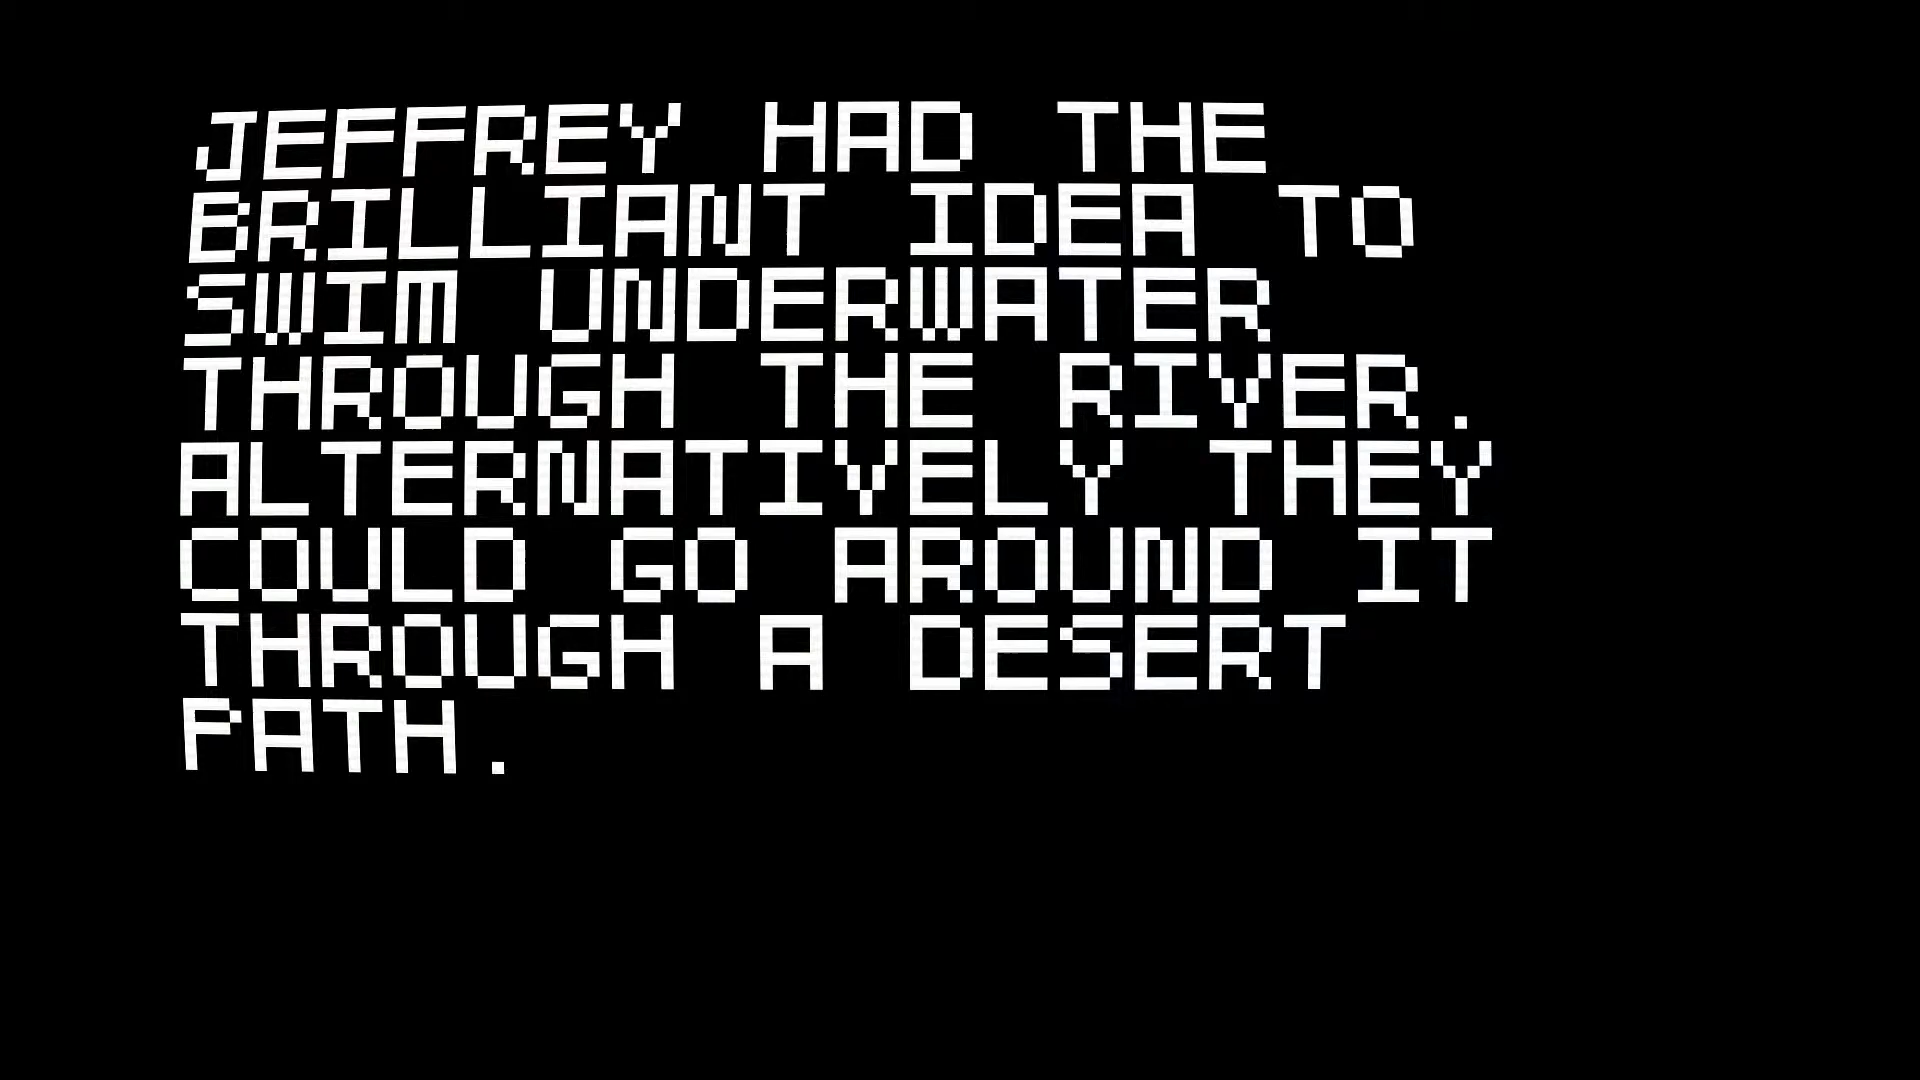 JEFFREY HAD THE
BRILLIANT IDEA TO
SWIM UNDERWATER
THROUGH THE RIVER.
ALTERNATIVELY THEY
COULD GO AROUND IT
THROUGH A DESERT
PATH.